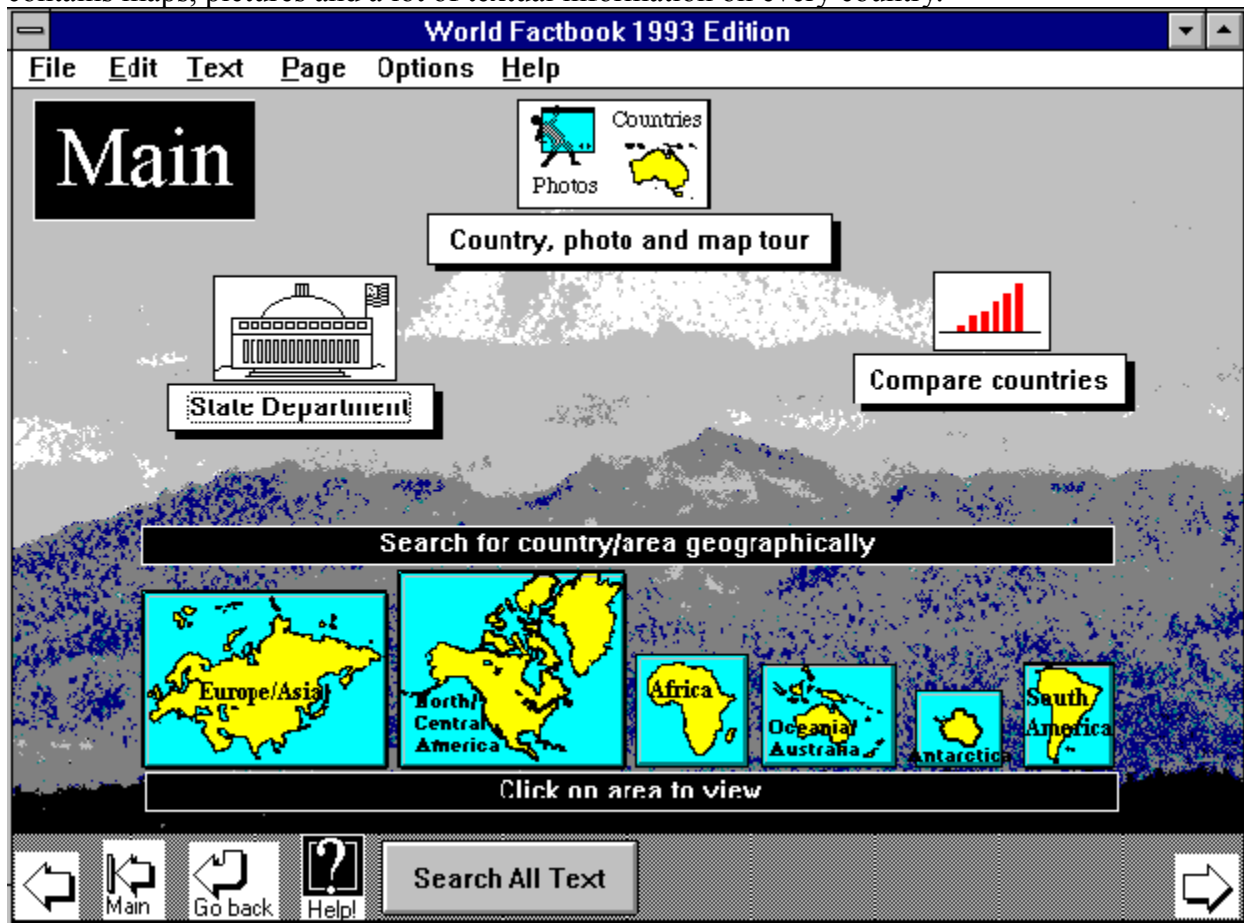 contains maps, pictures and a lot of textual information on every country.
World Factbook 1993 Edition
File Edit Text Page Options Help
Main
Countries
Photos
Country, photo and map tour
State Department
Compare countries
Search for country/area geographically
Europe/Asia
North/
Central
America
Africa
Oceania/
Australia
Antarctica
South
America
Click on area to view
Main
Go back
Help!
Search All Text